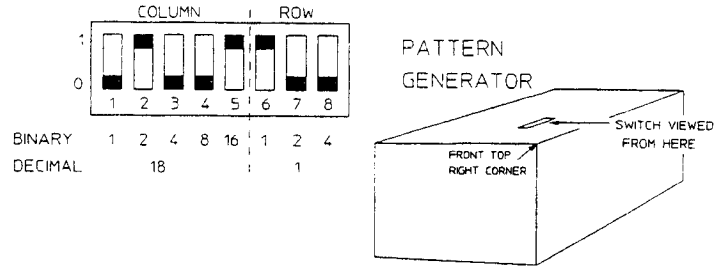 COLUMN ROW
1
0
1 2 3 4 5 6 7 8
BINARY 1 2 4 8 16 1 2 4
DECIMAL 18 1
PATTERN
GENERATOR
SWITCH VIEWED
FROM HERE
FRONT TOP
RIGHT CORNER